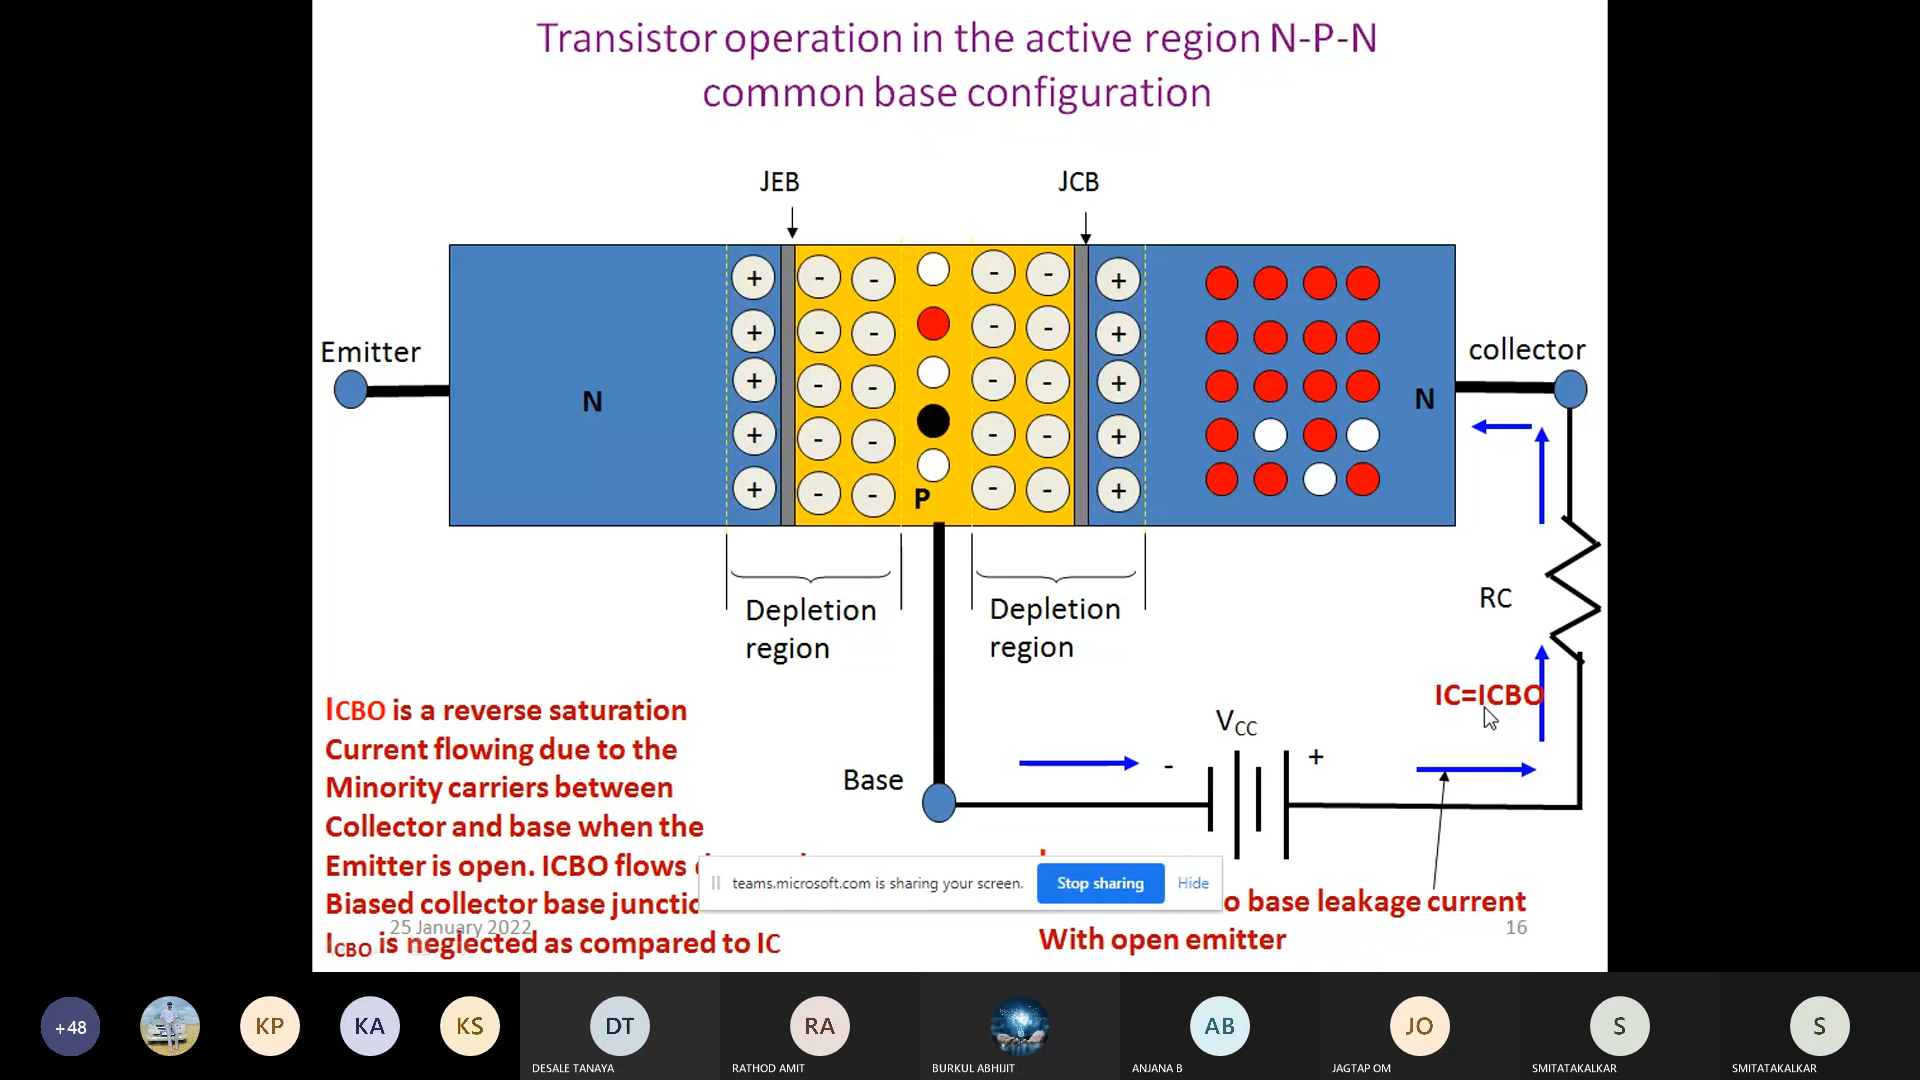 Transistor operation in the active region N-P-N
common base configuration
JEB
JCB
Emitter
collector
N
P
N
Depletion
region
Depletion
region
RC
IC=ICBO
VCC
-
+
Base
ICBO is a reverse saturation
Current flowing due to the
Minority carriers between
Collector and base when the
Emitter is open. ICBO flows
Biased collector base
ICBO is neglected as compared to IC
25 January 2022
teams.microsoft.com is sharing your screen.
Stop sharing
Hide
base leakage current
With open emitter
16
+48
KP
KA
KS
DT
RA
AB
JO
S
S
DESALE TANAYA
RATHOD AMIT
BURKUL ABHIJIT
ANJANA B
JAGTAP OM
SMITATAKALKAR
SMITATAKALKAR